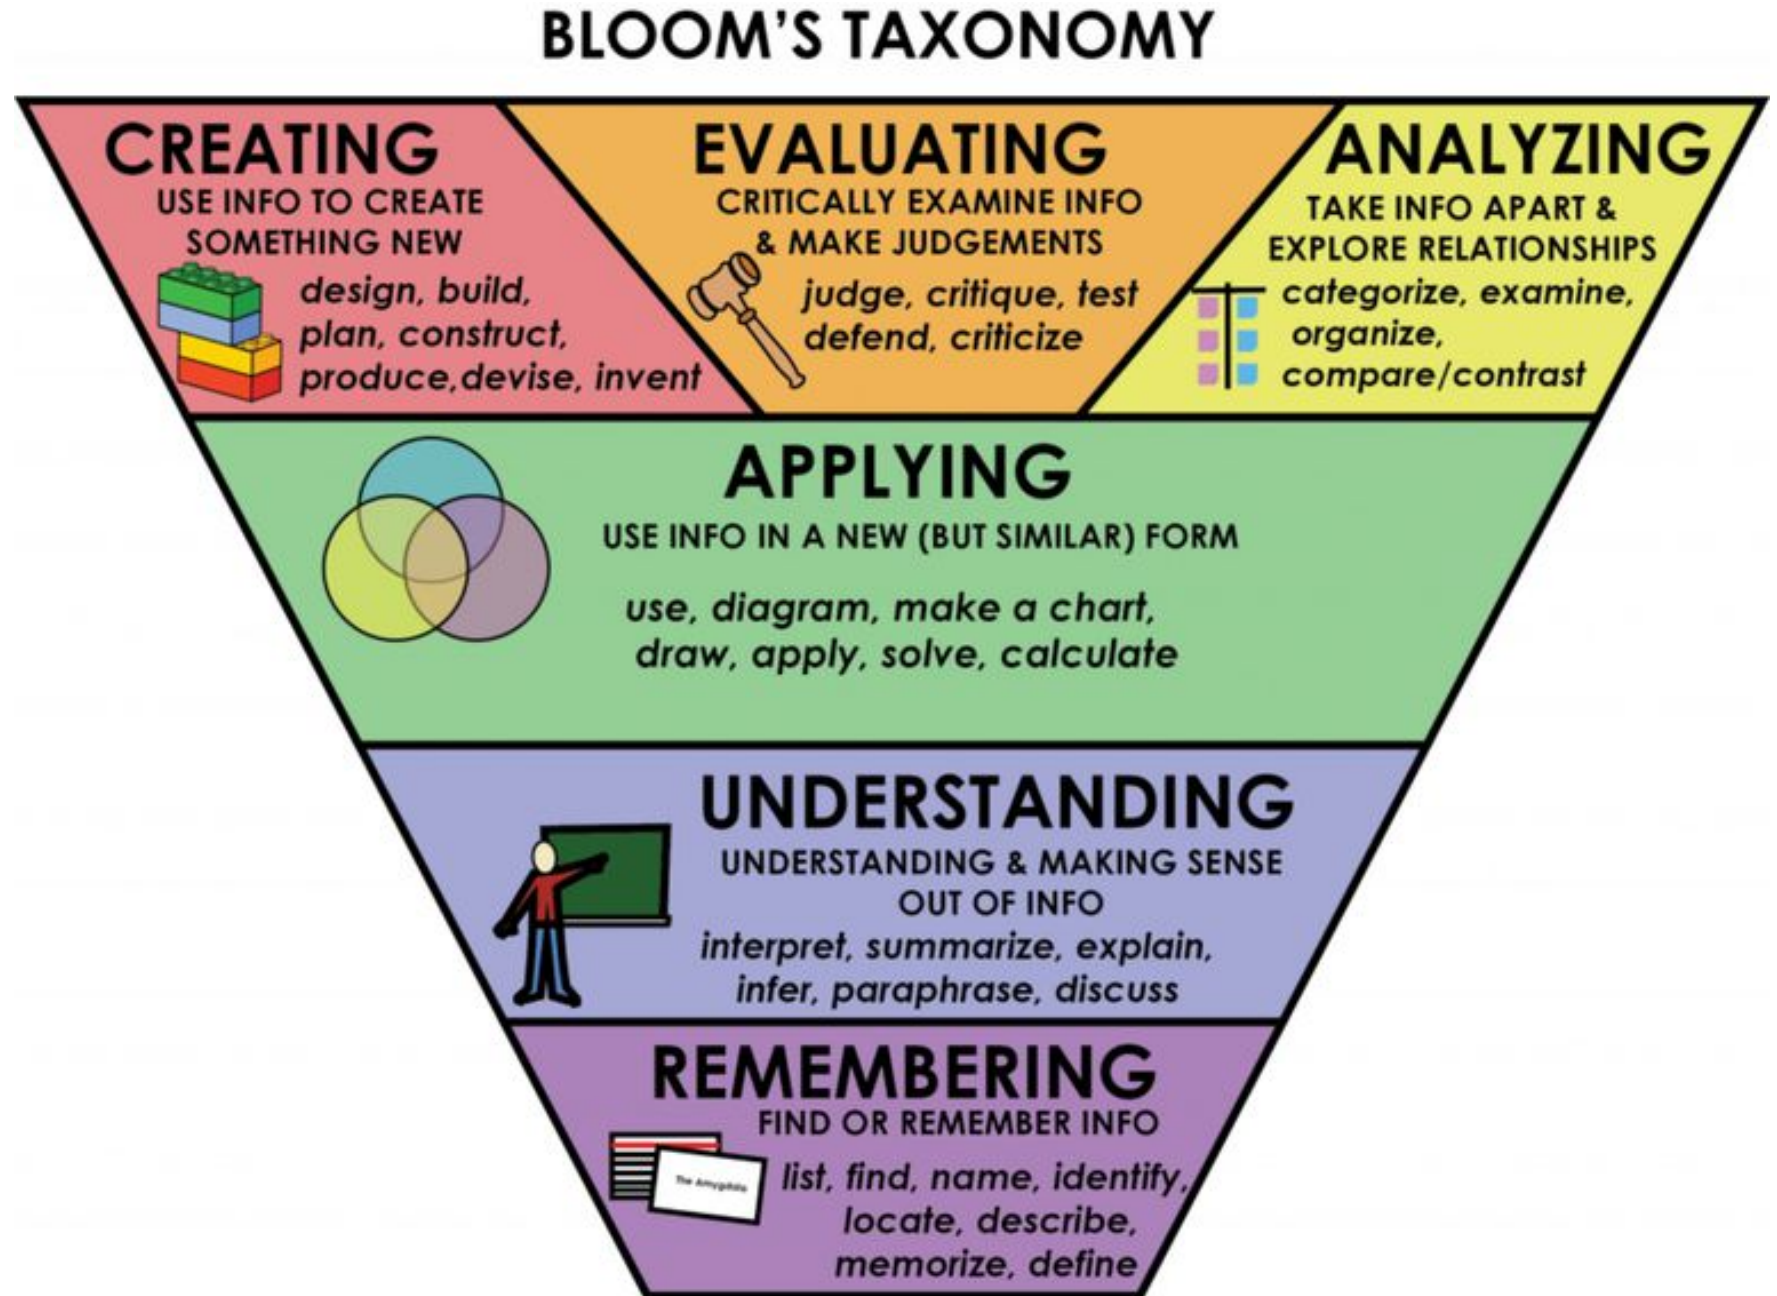 BLOOM'S TAXONOMY
CREATING
USE INFO TO CREATE
SOMETHING NEW
design, build,
plan, construct,
produce,devise, invent
EVALUATING
CRITICALLY EXAMINE INFO
& MAKE JUDGEMENTS
judge, critique, test
defend, criticize
ANALYZING
TAKE INFO APART &
EXPLORE RELATIONSHIPS
categorize, examine,
organize,
compare/contrast
APPLYING
USE INFO IN A NEW (BUT SIMILAR) FORM
use, diagram, make a chart,
draw, apply, solve, calculate
UNDERSTANDING
UNDERSTANDING & MAKING SENSE
OUT OF INFO
interpret, summarize, explain,
infer, paraphrase, discuss
REMEMBERING
FIND OR REMEMBER INFO
The Amygdala
list, find, name, identify,
locate, describe,
memorize, define